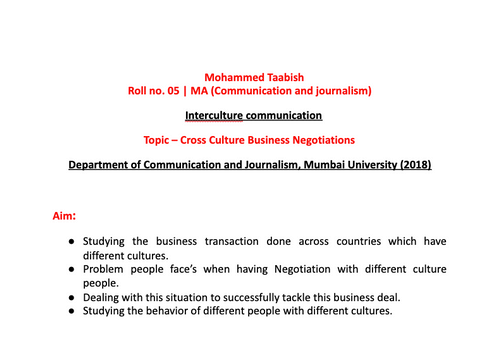 Mohammed Taabish
Roll no. 05 | MA (Communication and journalism)
Interculture communication
Topic – Cross Culture Business Negotiations
Department of Communication and Journalism, Mumbai University (2018)
Aim:
● Studying the business transaction done across countries which have
different cultures.
● Problem people face’s when having Negotiation with different culture
people.
● Dealing with this situation to successfully tackle this business deal.
● Studying the behavior of different people with different cultures.